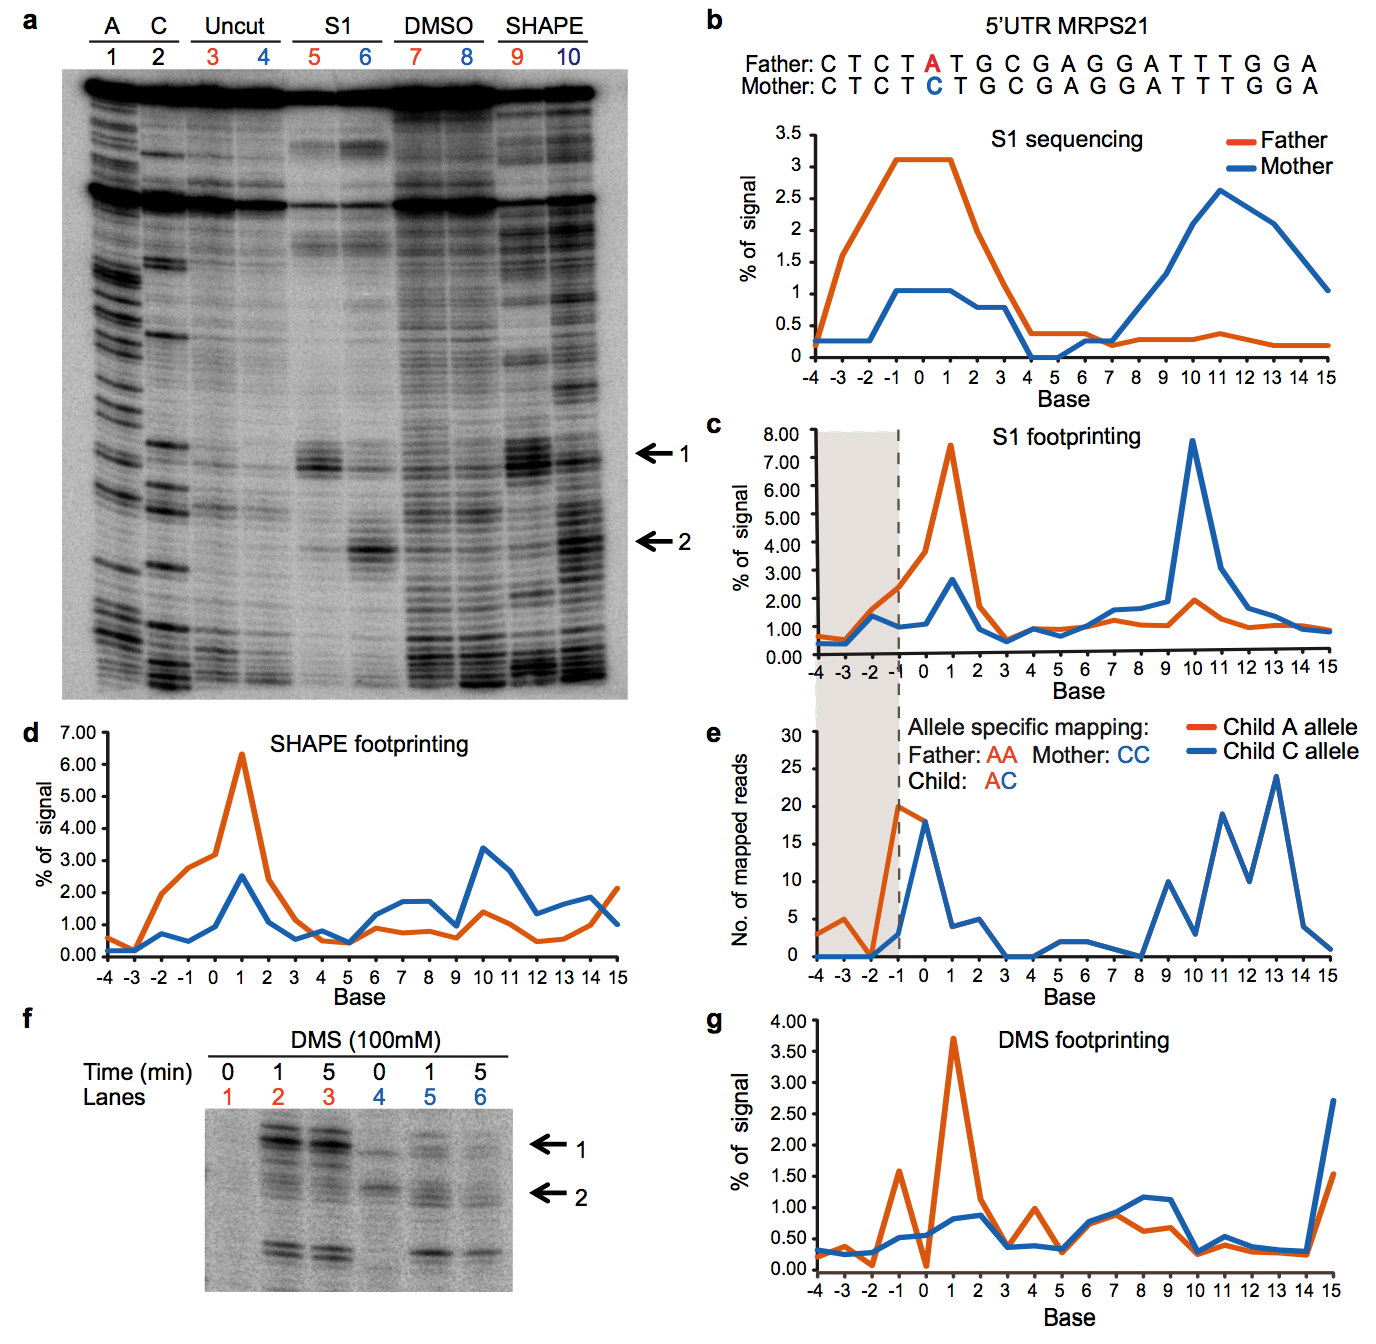 a
A C Uncut S1 DMSO SHAPE
1 2 3 4 5 6 7 8 9 10
1
2
b
5'UTR MRPS21
Father: C T C T A T G C G A G G A T T T G G A
Mother: C T C T C T G C G A G G A T T T G G A
S1 sequencing
Father
Mother
% of signal
3.5
3
2.5
2
1.5
1
0.5
0
-4 -3 -2 -1 0 1 2 3 4 5 6 7 8 9 10 11 12 13 14 15
Base
c
S1 footprinting
% of signal
8.00
7.00
6.00
5.00
4.00
3.00
2.00
1.00
0.00
-4 -3 -2 -1 0 1 2 3 4 5 6 7 8 9 10 11 12 13 14 15
Base
d
SHAPE footprinting
% of signal
7.00
6.00
5.00
4.00
3.00
2.00
1.00
0.00
-4 -3 -2 -1 0 1 2 3 4 5 6 7 8 9 10 11 12 13 14 15
Base
e
Allele specific mapping:
Father: AA Mother: CC
Child: AC
Child A allele
Child C allele
No. of mapped reads
30
25
20
15
10
5
0
-4 -3 -2 -1 0 1 2 3 4 5 6 7 8 9 10 11 12 13 14 15
Base
f
DMS (100mM)
Time (min) 0 1 5 0 1 5
Lanes 1 2 3 4 5 6
1
2
g
DMS footprinting
% of signal
4.00
3.50
3.00
2.50
2.00
1.50
1.00
0.50
0.00
-4 -3 -2 -1 0 1 2 3 4 5 6 7 8 9 10 11 12 13 14 15
Base